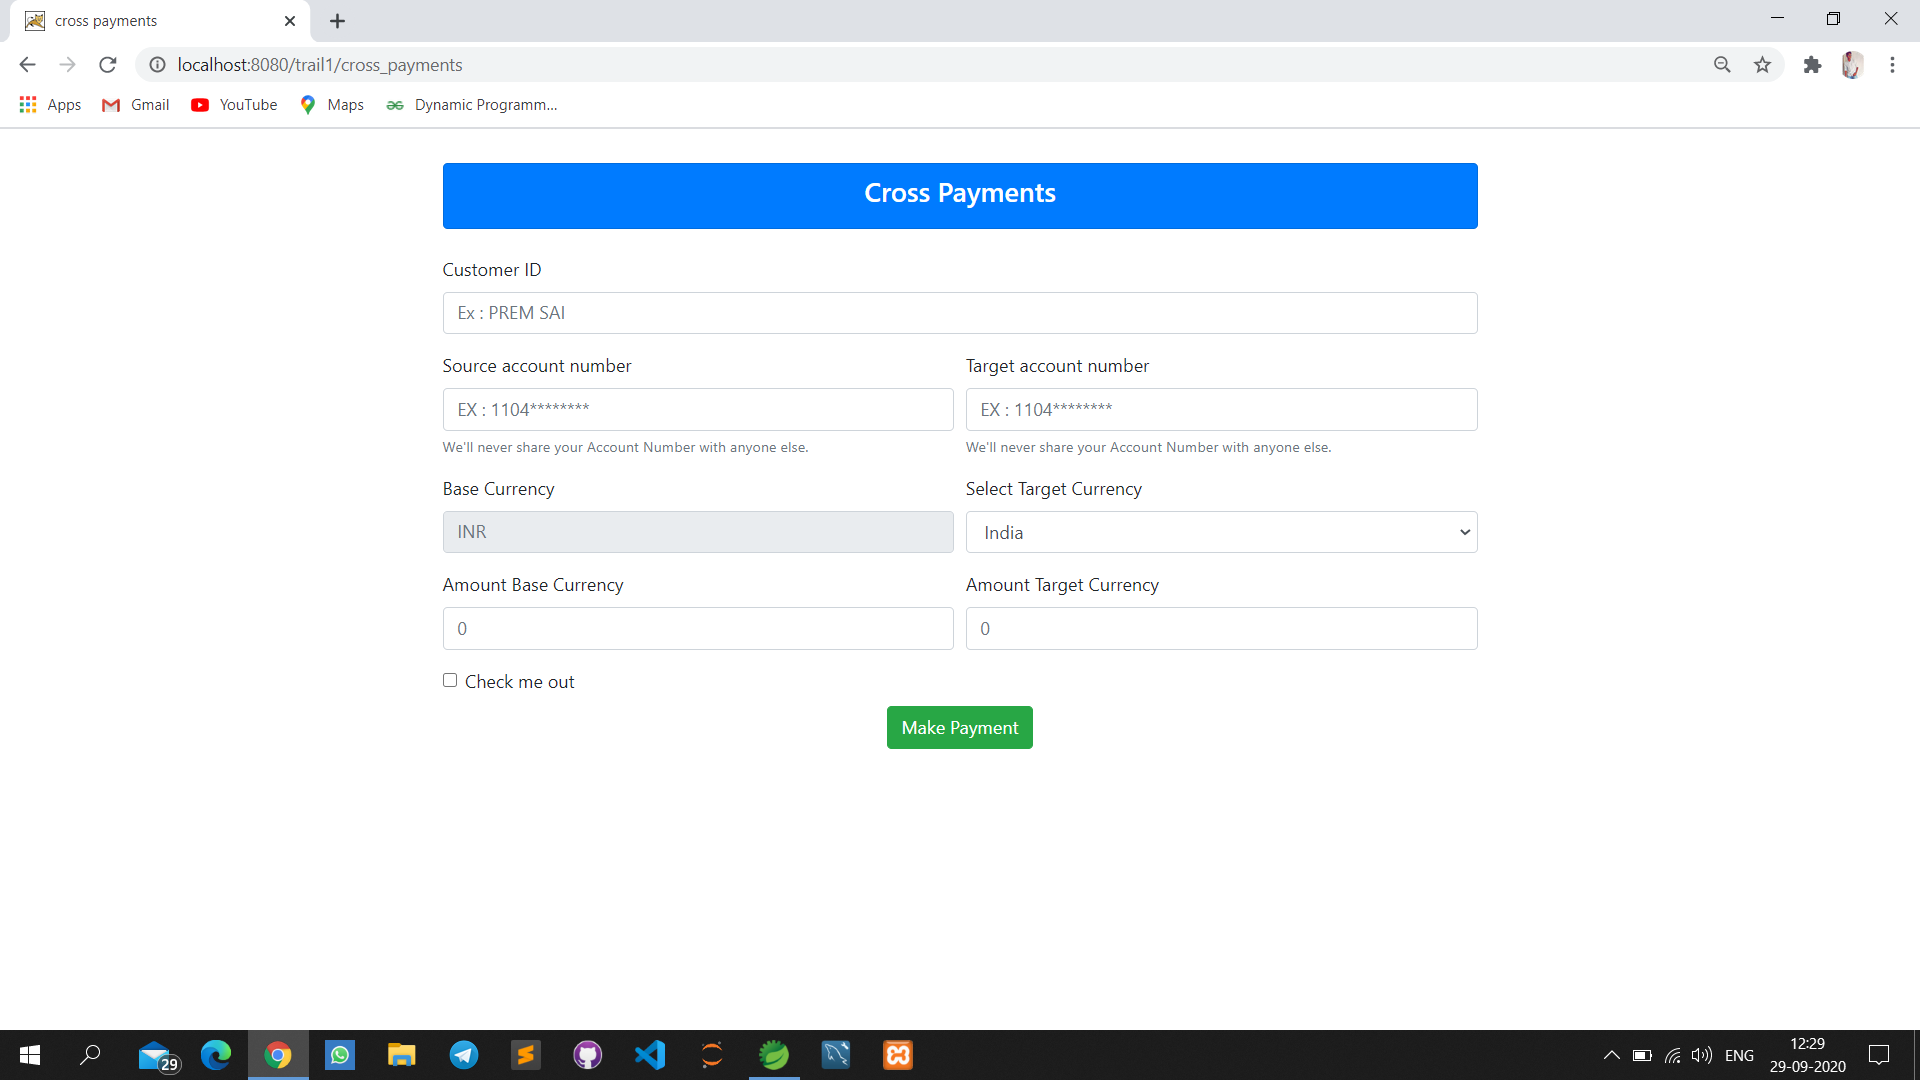 cross payments
localhost:8080/trail1/cross_payments
Apps Gmail YouTube Maps Dynamic Programm...
Cross Payments
Customer ID
Ex : PREM SAI
Source account number Target account number
EX : 1104******** EX : 1104********
We'll never share your Account Number with anyone else. We'll never share your Account Number with anyone else.
Base Currency Select Target Currency
INR India
Amount Base Currency Amount Target Currency
0 0
Check me out
Make Payment
29
ENG
12:29
29-09-2020